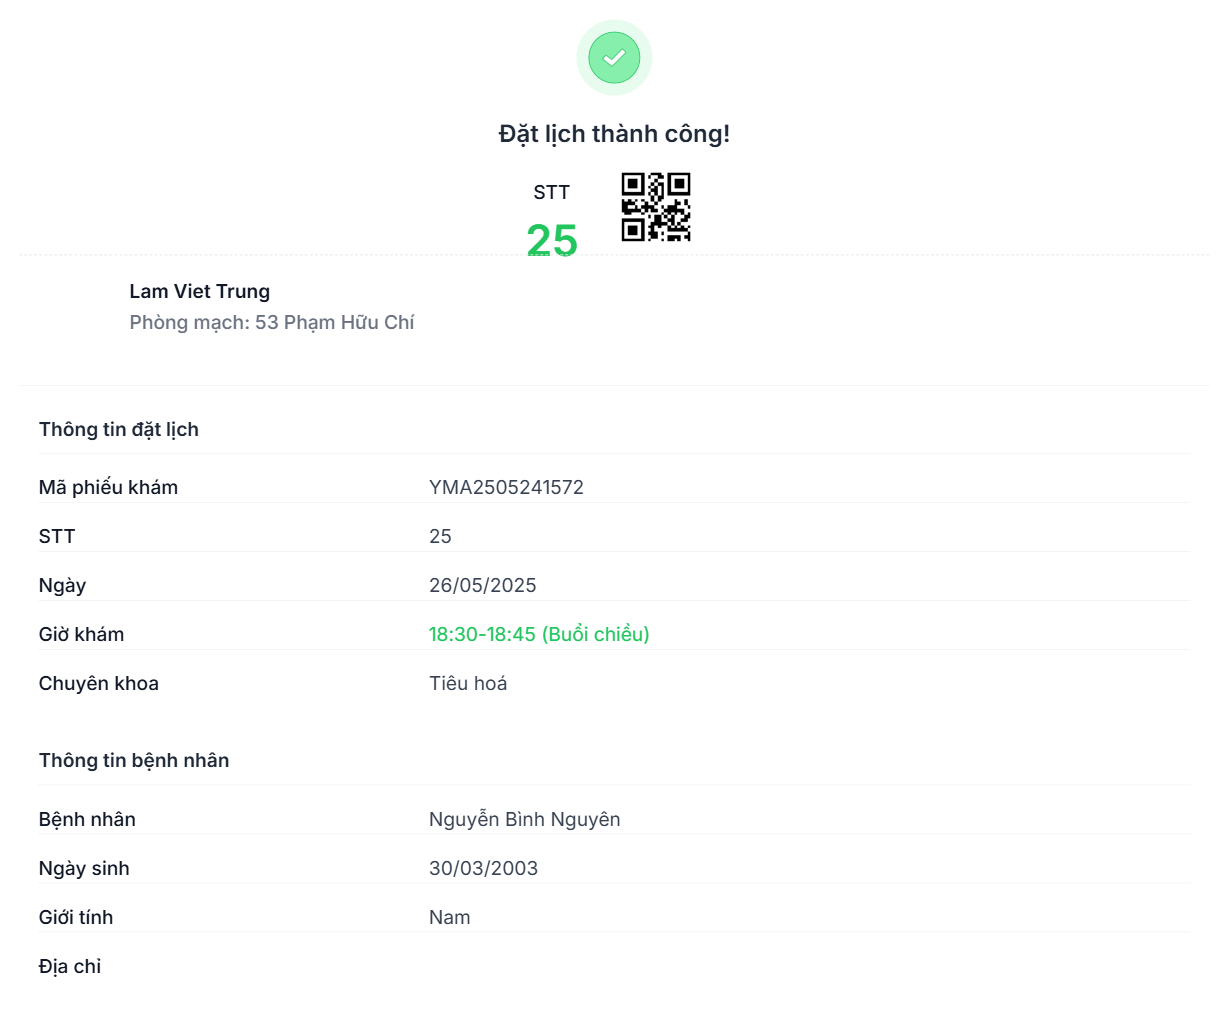 Đặt lịch thành công!
STT
25
Lam Viet Trung
Phòng mạch: 53 Phạm Hữu Chí
Thông tin đặt lịch
Mã phiếu khám YMA2505241572
STT 25
Ngày 26/05/2025
Giờ khám 18:30-18:45 (Buổi chiều)
Chuyên khoa Tiêu hoá
Thông tin bệnh nhân
Bệnh nhân Nguyễn Bình Nguyên
Ngày sinh 30/03/2003
Giới tính Nam
Địa chỉ